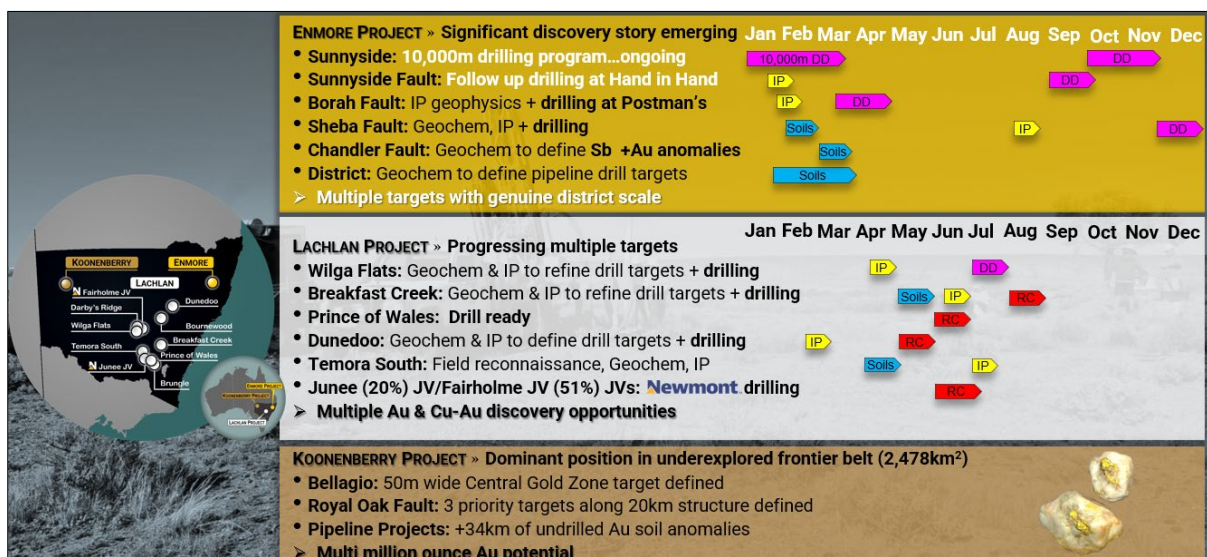 ENMORE PROJECT » Significant discovery story emerging
Jan Feb Mar Apr May Jun Jul Aug Sep Oct Nov Dec
• Sunnyside: 10,000m drilling program...ongoing
10,000m DD
DD
• Sunnyside Fault: Follow up drilling at Hand in Hand
IP
DD
• Borah Fault: IP geophysics + drilling at Postman's
IP
DD
• Sheba Fault: Geochem, IP + drilling
Soils
IP
DD
• Chandler Fault: Geochem to define Sb +Au anomalies
Soils
• District: Geochem to define pipeline drill targets
Soils
➢ Multiple targets with genuine district scale
LACHLAN PROJECT » Progressing multiple targets
Jan Feb Mar Apr May Jun Jul Aug Sep Oct Nov Dec
• Wilga Flats: Geochem & IP to refine drill targets + drilling
IP
DD
• Breakfast Creek: Geochem & IP to refine drill targets + drilling
Soils
IP
RC
• Prince of Wales: Drill ready
• Dunedoo: Geochem & IP to define drill targets + drilling
IP
RC
• Temora South: Field reconnaissance, Geochem, IP
Soils
IP
• Junee (20%) JV/Fairholme JV (51%) JVs: Newmont drilling
RC
➢ Multiple Au & Cu-Au discovery opportunities
KOONENBERRY PROJECT » Dominant position in underexplored frontier belt (2,478km²)
• Bellagio: 50m wide Central Gold Zone target defined
• Royal Oak Fault: 3 priority targets along 20km structure defined
• Pipeline Projects: +34km of undrilled Au soil anomalies
➢ Multi million ounce Au potential
KOONENBERRY
ENMORE
LACHLAN
Fairholme JV
Darby's Ridge
Wilga Flats
Temora South
Junee JV
Dunedoo
Bournewood
Breakfast Creek
Prince of Wales
Brungle
ENMORE PROJECT
KOONENBERRY PROJECT
LACHLAN PROJECT